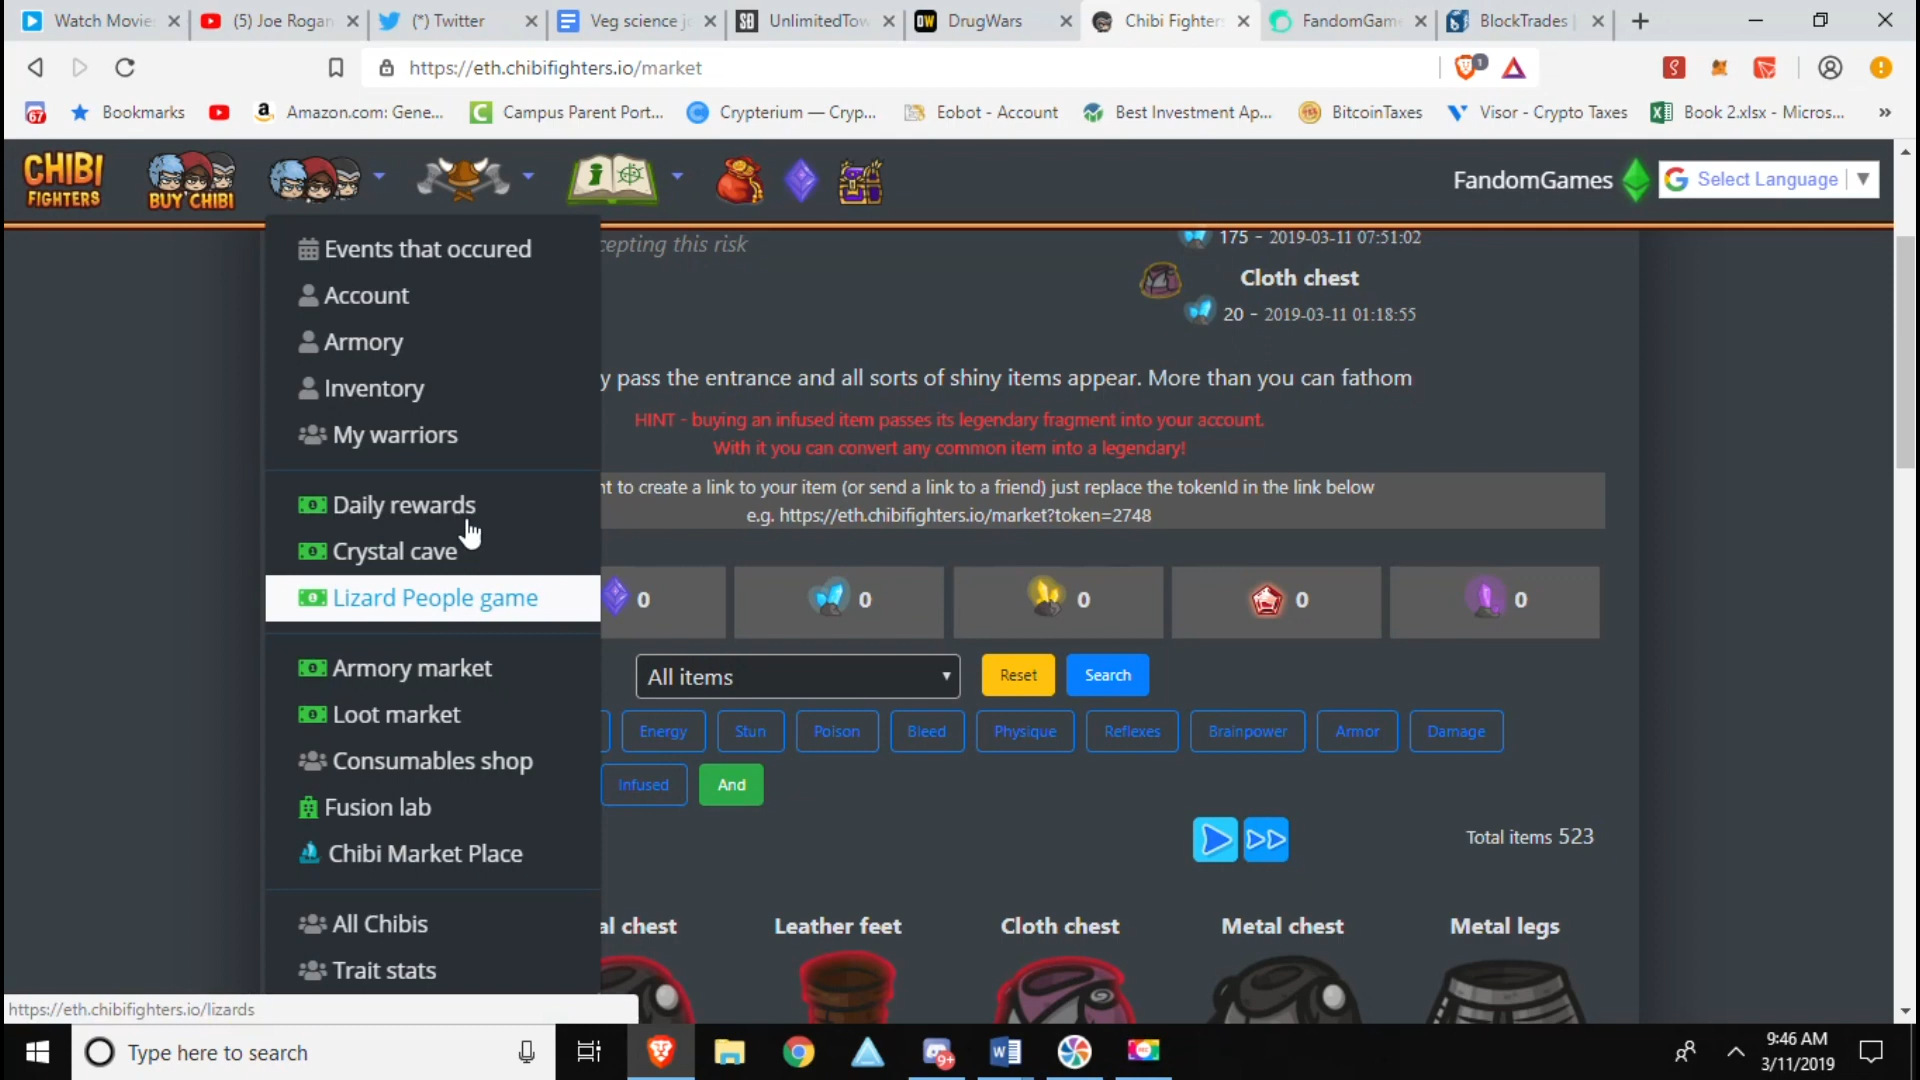 Watch Movie
(5) Joe Rogan
(*) Twitter
Veg science j
UnlimitedTow
DrugWars
Chibi Fighter
FandomGam
BlockTrades
https://eth.chibifighters.io/market
1
67
Bookmarks
Amazon.com: Gene...
Campus Parent Port...
Crypterium — Cryp...
Eobot - Account
Best Investment Ap...
BitcoinTaxes
Visor - Crypto Taxes
Book 2.xlsx - Micros...
CHIBI
FIGHTERS
BUY CHIBI
FandomGames
Select Language
Events that occured
Account
Armory
Inventory
My warriors
Daily rewards
Crystal cave
Lizard People game
Armory market
Loot market
Consumables shop
Fusion lab
Chibi Market Place
All Chibis
Trait stats
cepting this risk
175 - 2019-03-11 07:51:02
Cloth chest
20 - 2019-03-11 01:18:55
y pass the entrance and all sorts of shiny items appear. More than you can fathom
HINT - buying an infused item passes its legendary fragment into your account.
With it you can convert any common item into a legendary!
nt to create a link to your item (or send a link to a friend) just replace the tokenId in the link below
e.g. https://eth.chibifighters.io/market?token=2748
0 0 0 0 0
All items
Reset
Search
Energy Stun Poison Bleed Physique Reflexes Brainpower Armor Damage
Infused And
Total items 523
al chest
Leather feet
Cloth chest
Metal chest
Metal legs
https://eth.chibifighters.io/lizards
Type here to search
9+
9:46 AM
3/11/2019